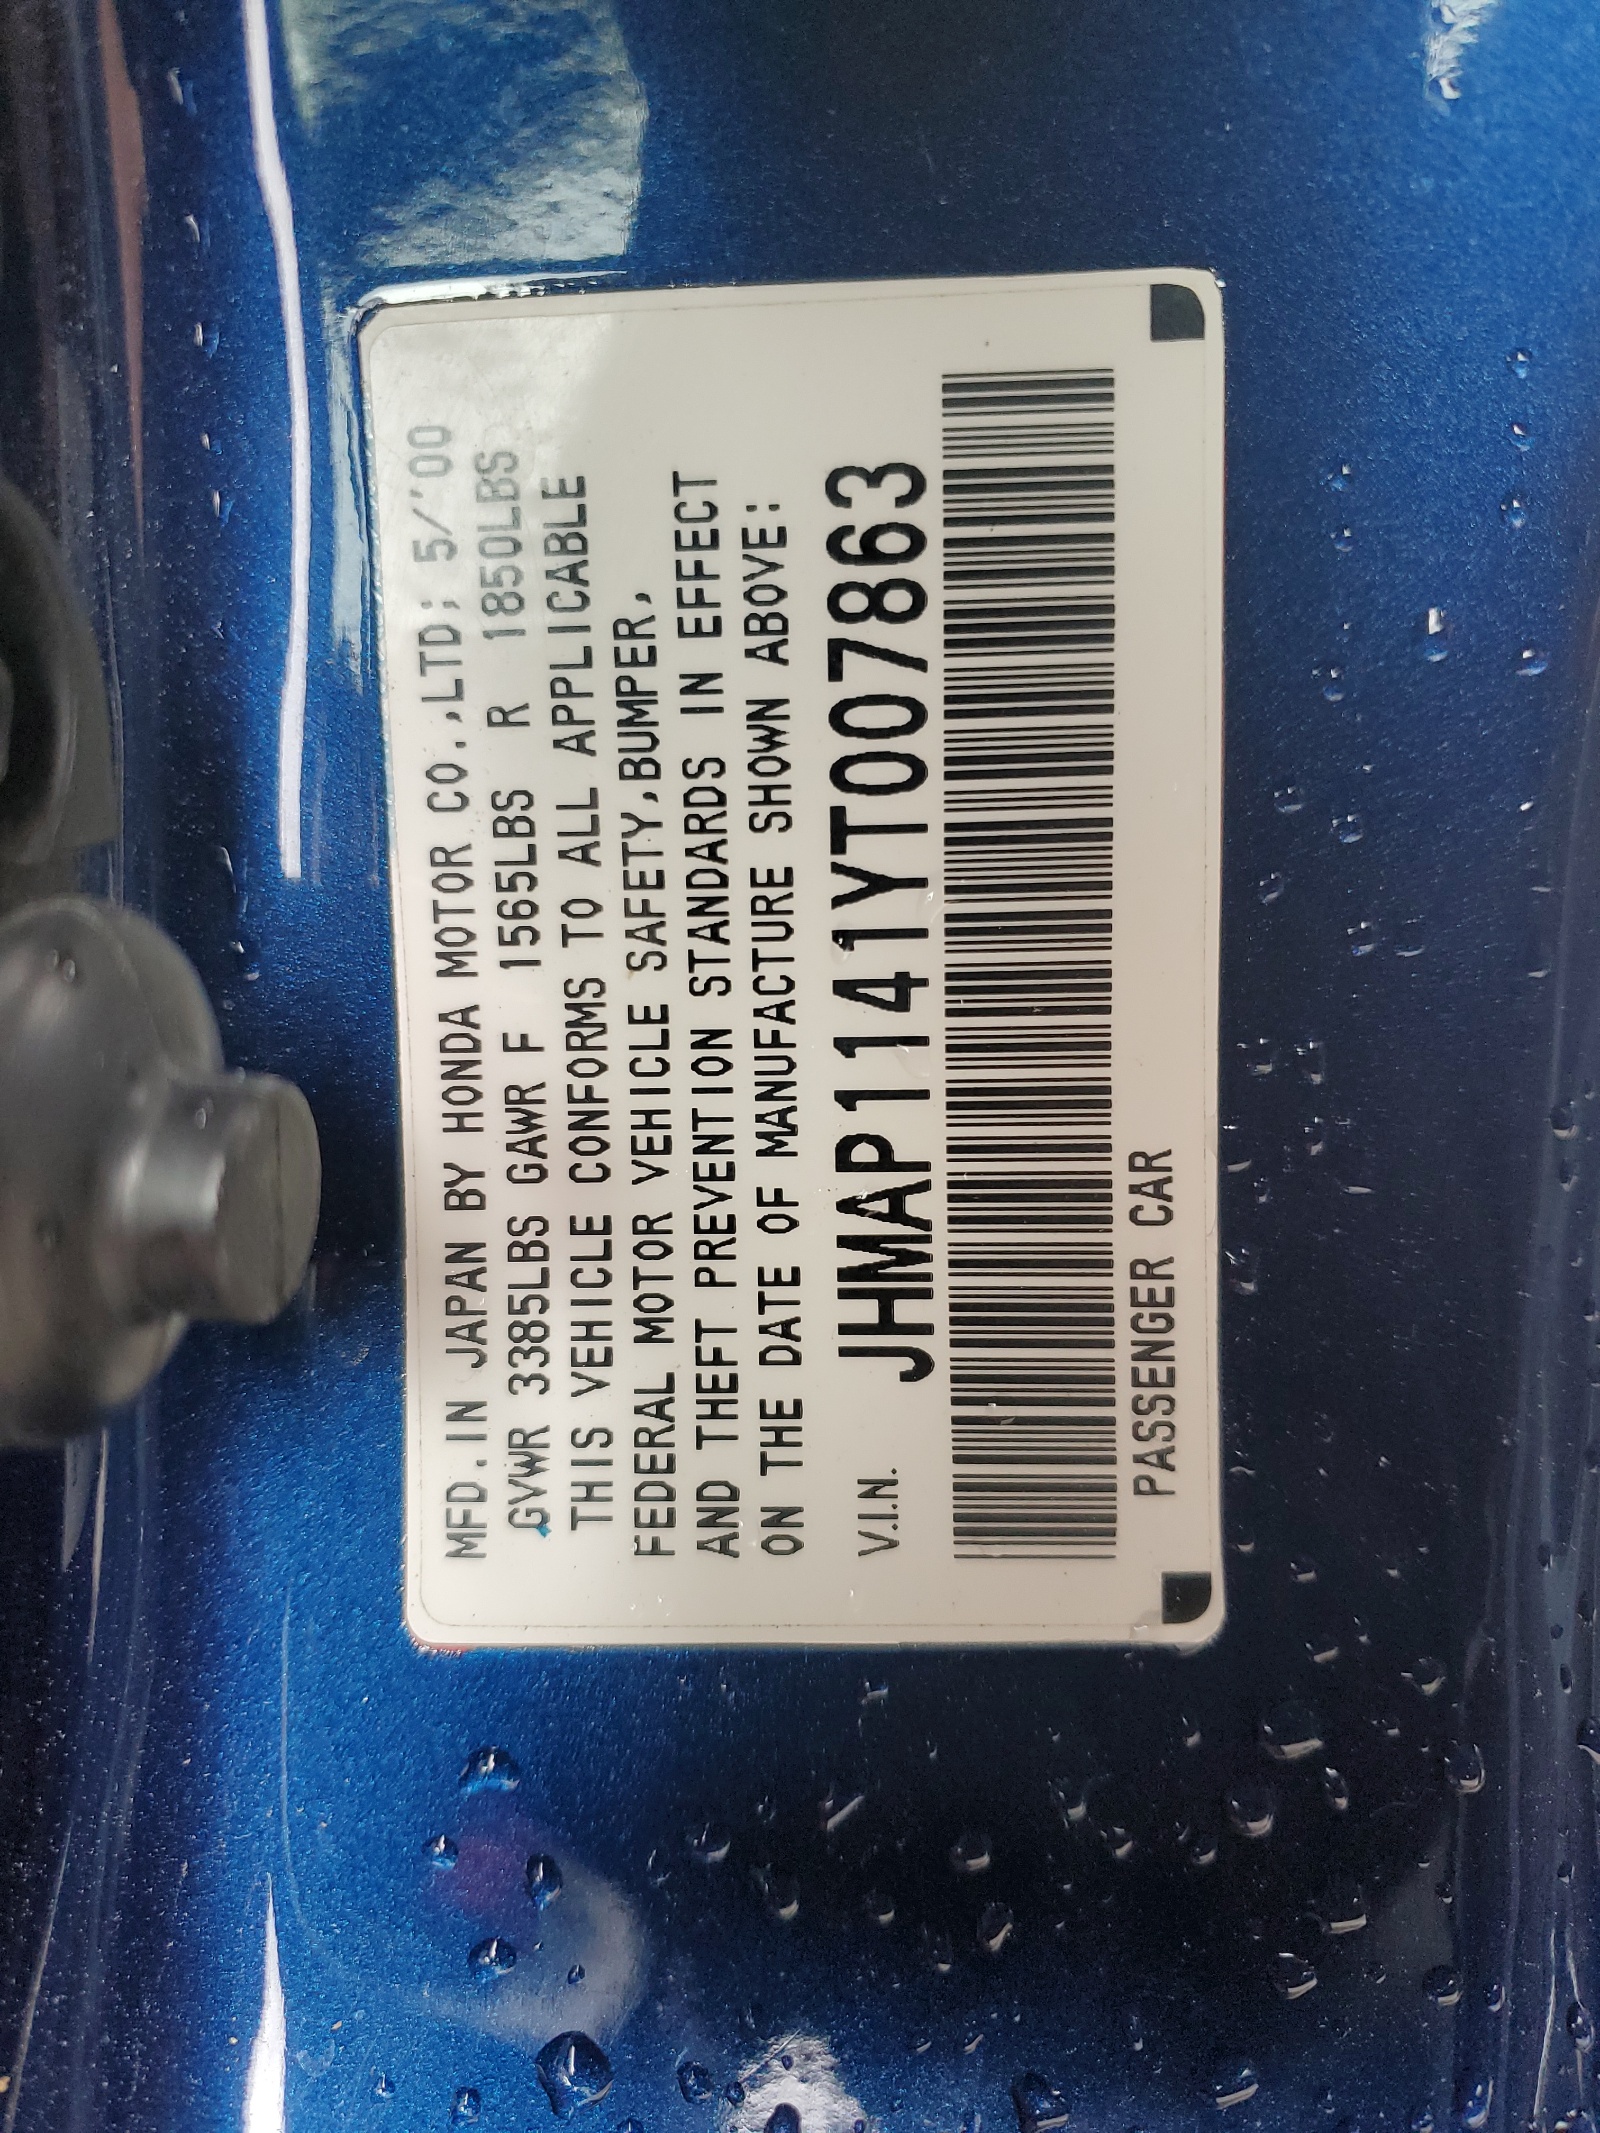 MFD. IN JAPAN BY HONDA MOTOR CO.,LTD; 5/'00
GVWR 3385LBS GAWR F 1565LBS R 1850LBS
THIS VEHICLE CONFORMS TO ALL APPLICABLE
FEDERAL MOTOR VEHICLE SAFETY,BUMPER,
AND THEFT PREVENTION STANDARDS IN EFFECT
ON THE DATE OF MANUFACTURE SHOWN ABOVE:
V.I.N. JHMAP1141YT007863
PASSENGER CAR